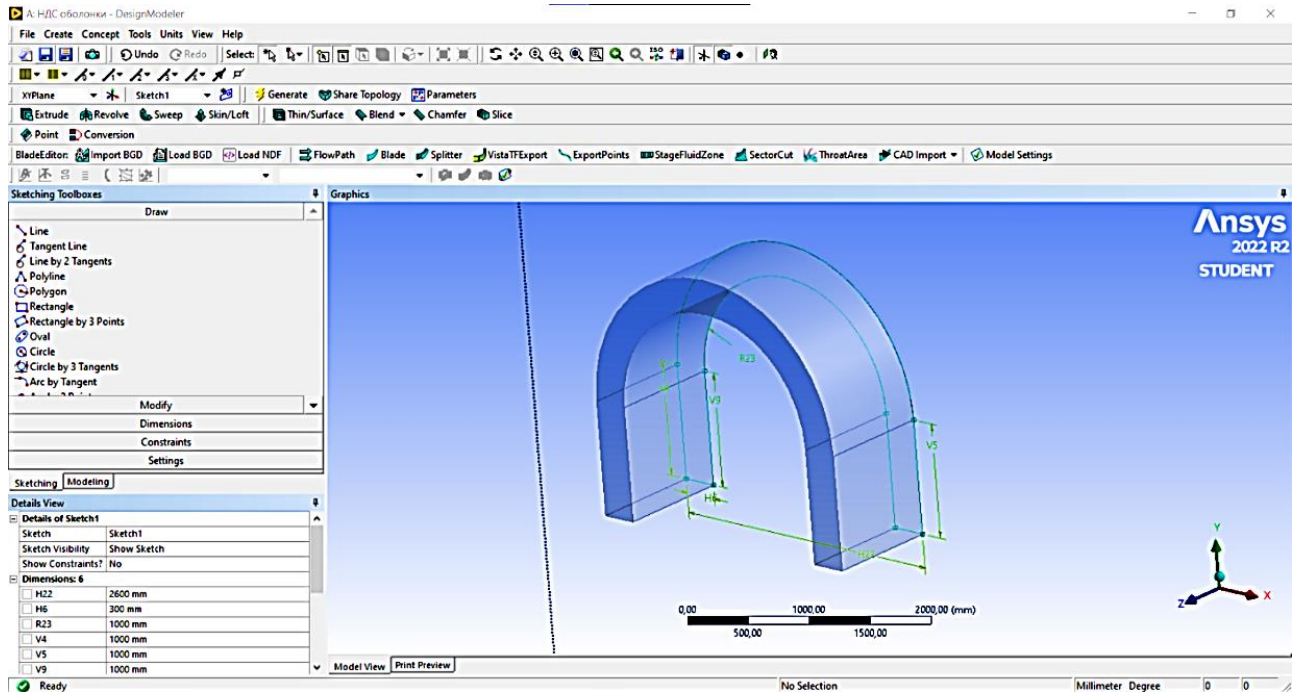 A: НДС оболонки - DesignModeler
File Create Concept Tools Units View Help
Undo Redo Select:
XYPlane Sketch1 Generate Share Topology Parameters
Extrude Revolve Sweep Skin/Loft Thin/Surface Blend Chamfer Slice
Point Conversion
BladeEditor: Import BGD Load BGD Load NDF FlowPath Blade Splitter VistaTFExport ExportPoints StageFluidZone SectorCut ThroatArea CAD Import Model Settings
Sketching Toolboxes
Draw
Line
Tangent Line
Line by 2 Tangents
Polyline
Polygon
Rectangle
Rectangle by 3 Points
Oval
Circle
Circle by 3 Tangents
Arc by Tangent
Modify
Dimensions
Constraints
Settings
Sketching Modeling
Details View
Details of Sketch1
Sketch Sketch1
Sketch Visibility Show Sketch
Show Constraints? No
Dimensions: 6
H22 2600 mm
H6 300 mm
R23 1000 mm
V4 1000 mm
V5 1000 mm
V9 1000 mm
Graphics
Ansys
2022 R2
STUDENT
R23
V9
V5
H6
H22
Y
Z X
0,00 1000,00 2000,00 (mm)
500,00 1500,00
Model View Print Preview
Ready No Selection Millimeter Degree 0 0